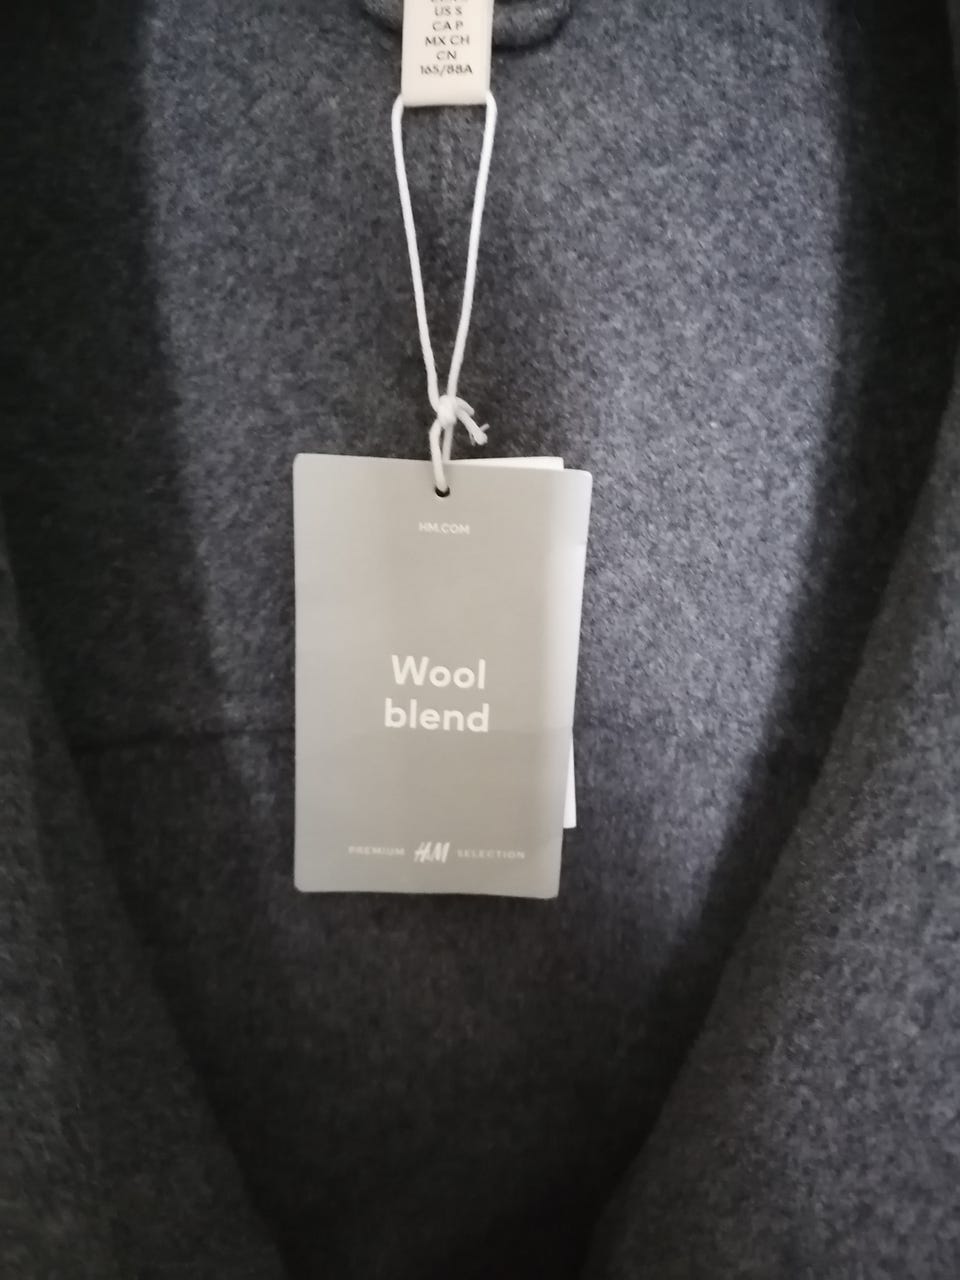 US S
CA P
MX CH
CN
165/88A
HM.COM
Wool
blend
PREMIUM H&M SELECTION